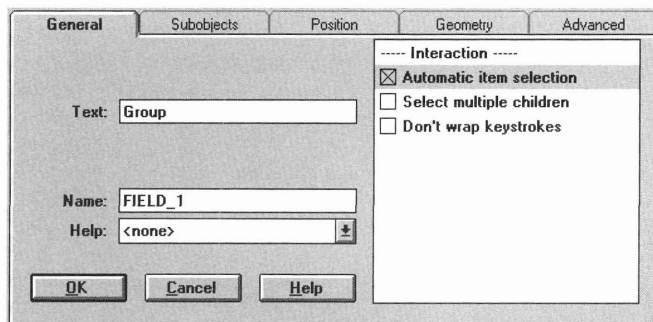 General Subobjects Position Geometry Advanced
----- Interaction -----
Automatic item selection
Select multiple children
Don't wrap keystrokes
Text: Group
Name: FIELD_1
Help: <none>
OK Cancel Help